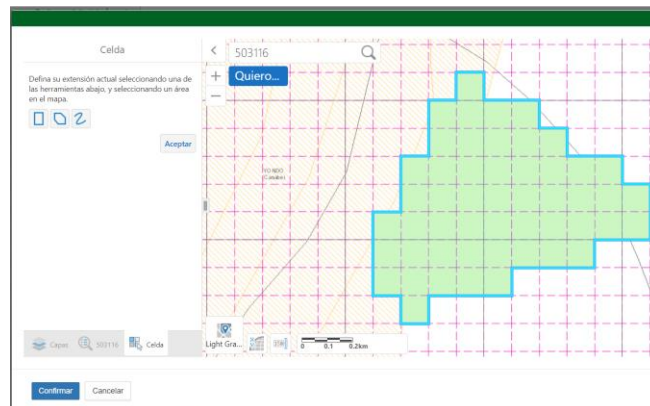 Celda
503116
Defina su extensión actual seleccionando una de
las herramientas abajo, y seleccionando un área
en el mapa.
Quiero...
Aceptar
Capas
503116
Celda
Light Gra...
0 0.1 0.2km
Confirmar
Cancelar